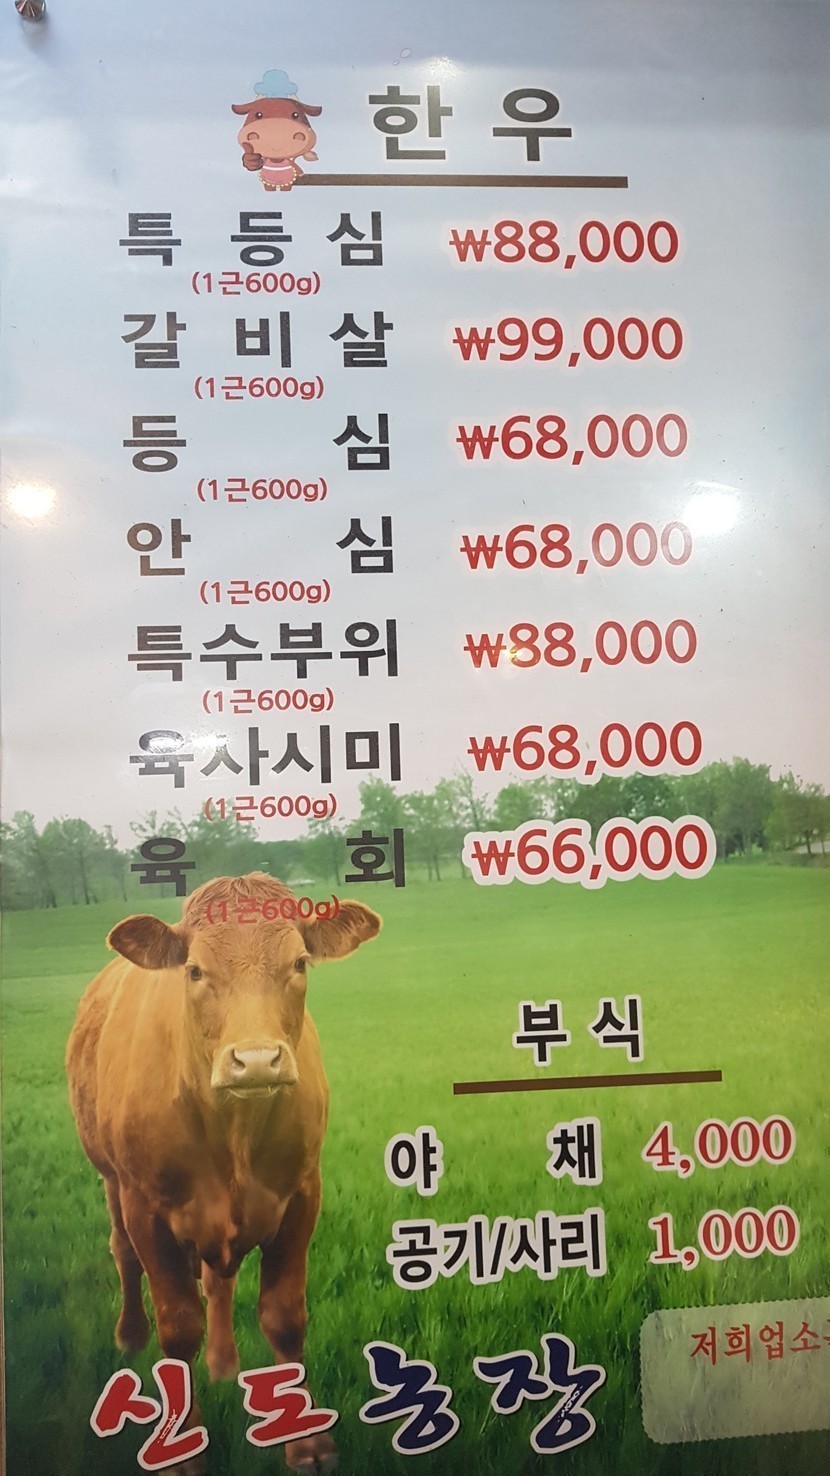 한우
특등심 ₩88,000
(1근600g)
갈비살 ₩99,000
(1근600g)
등심 ₩68,000
(1근600g)
안심 ₩68,000
(1근600g)
특수부위 ₩88,000
(1근600g)
육사시미 ₩68,000
(1근600g)
육회 ₩66,000
(1근600g)
부식
야채 4,000
공기/사리 1,000
저희업소
신도농장